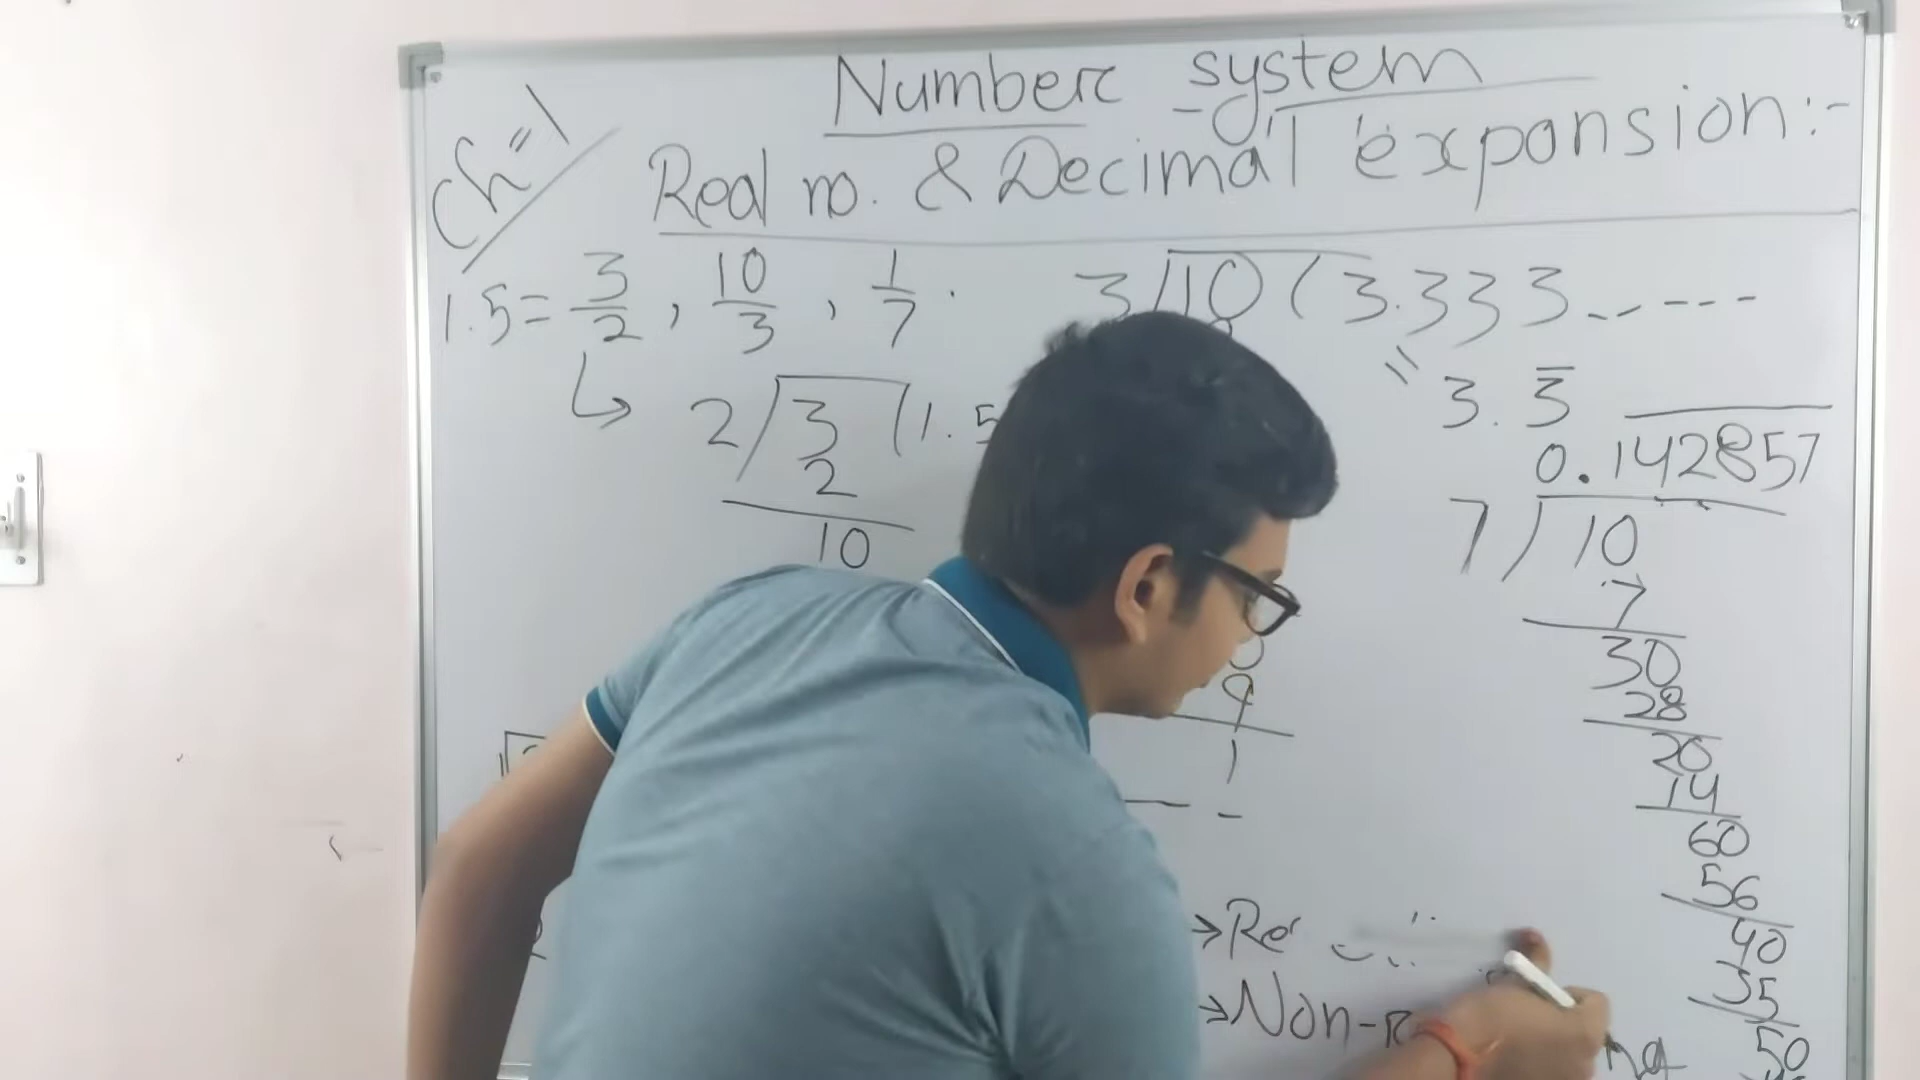 Number system
Ch=1
Real no. & Decimal expansion:-
1.5 = 3/2 , 10/3 , 1/7 .
2 / 3 ( 1.5
2
10
3 / 10 ( 3.333 -----
= 3.3̅
9
1
0.142857
7 ) 10
7
30
28
20
14
60
56
40
35
50
→ Re
→ Non-r